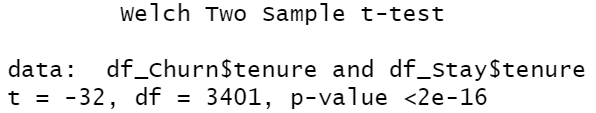 Welch Two Sample t-test
data:  df_Churn$tenure and df_Stay$tenure
t = -32, df = 3401, p-value <2e-16